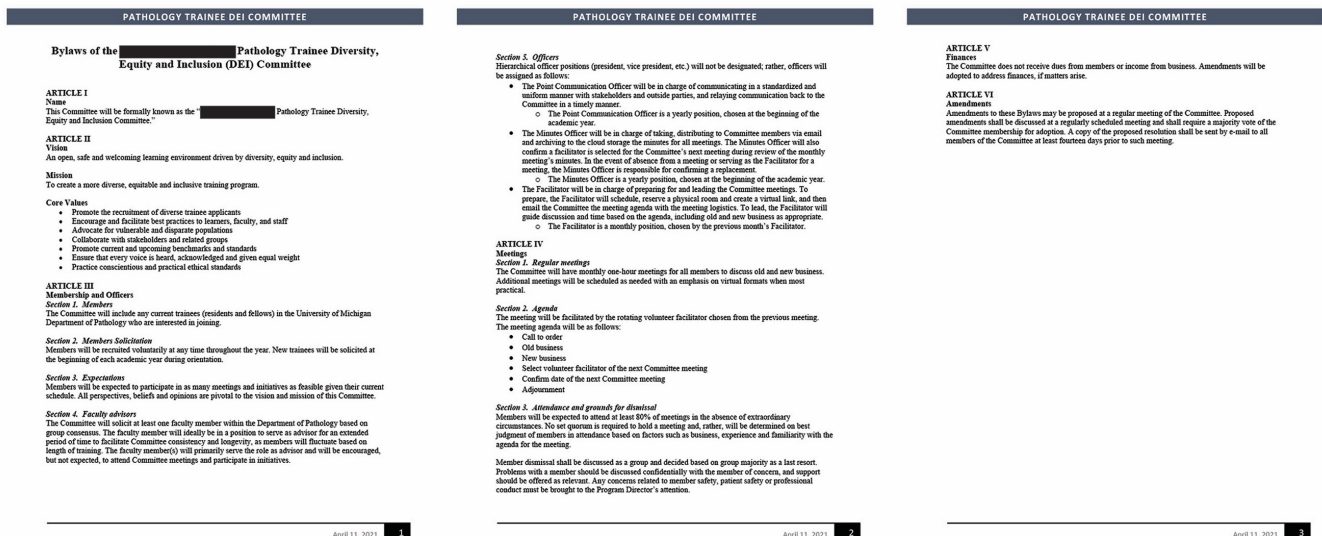 PATHOLOGY TRAINEE DEI COMMITTEE
Bylaws of the Pathology Trainee Diversity,
Equity and Inclusion (DEI) Committee
ARTICLE I
Name
This Committee will be formally known as the “ Pathology Trainee Diversity,
Equity and Inclusion Committee.”
ARTICLE II
Vision
An open, safe and welcoming learning environment driven by diversity, equity and inclusion.
Mission
To create a more diverse, equitable and inclusive training program.
Core Values
• Promote the recruitment of diverse trainee applicants
• Encourage and facilitate best practices to learners, faculty, and staff
• Advocate for vulnerable and disparate populations
• Collaborate with stakeholders and related groups
• Promote current and upcoming benchmarks and standards
• Ensure that every voice is heard, acknowledged and given equal weight
• Practice conscientious and practical ethical standards
ARTICLE III
Membership and Officers
Section 1. Members
The Committee will include any current trainees (residents and fellows) in the University of Michigan
Department of Pathology who are interested in joining.
Section 2. Members Solicitation
Members will be recruited voluntarily at any time throughout the year. New trainees will be solicited at
the beginning of each academic year during orientation.
Section 3. Expectations
Members will be expected to participate in as many meetings and initiatives as feasible given their current
schedule. All perspectives, beliefs and opinions are pivotal to the vision and mission of this Committee.
Section 4. Faculty advisors
The Committee will solicit at least one faculty member within the Department of Pathology based on
group consensus. The faculty member will ideally be in a position to serve as advisor for an extended
period of time to facilitate Committee consistency and longevity, as members will fluctuate based on
length of training. The faculty member(s) will primarily serve the role as advisor and will be encouraged,
but not expected, to attend Committee meetings and participate in initiatives.
April 11, 2021 1
PATHOLOGY TRAINEE DEI COMMITTEE
Section 5. Officers
Hierarchical officer positions (president, vice president, etc.) will not be designated; rather, officers will
be assigned as follows:
• The Point Communication Officer will be in charge of communicating in a standardized and
uniform manner with stakeholders and outside parties, and relaying communication back to the
Committee in a timely manner.
o The Point Communication Officer is a yearly position, chosen at the beginning of the
academic year.
• The Minutes Officer will be in charge of taking, distributing to Committee members via email
and archiving to the cloud storage the minutes for all meetings. The Minutes Officer will also
confirm a facilitator is selected for the Committee’s next meeting during review of the monthly
meeting’s minutes. In the event of absence from a meeting or serving as the Facilitator for a
meeting, the Minutes Officer is responsible for confirming a replacement.
o The Minutes Officer is a yearly position, chosen at the beginning of the academic year.
• The Facilitator will be in charge of preparing for and leading the Committee meetings. To
prepare, the Facilitator will schedule, reserve a physical room and create a virtual link, and then
email the Committee the meeting agenda with the meeting logistics. To lead, the Facilitator will
guide discussion and time based on the agenda, including old and new business as appropriate.
o The Facilitator is a monthly position, chosen by the previous month’s Facilitator.
ARTICLE IV
Meetings
Section 1. Regular meetings
The Committee will have monthly one-hour meetings for all members to discuss old and new business.
Additional meetings will be scheduled as needed with an emphasis on virtual formats when most
practical.
Section 2. Agenda
The meeting will be facilitated by the rotating volunteer facilitator chosen from the previous meeting.
The meeting agenda will be as follows:
• Call to order
• Old business
• New business
• Select volunteer facilitator of the next Committee meeting
• Confirm date of the next Committee meeting
• Adjournment
Section 3. Attendance and grounds for dismissal
Members will be expected to attend at least 80% of meetings in the absence of extraordinary
circumstances. No set quorum is required to hold a meeting and, rather, will be determined on best
judgment of members in attendance based on factors such as business, experience and familiarity with the
agenda for the meeting.
Member dismissal shall be discussed as a group and decided based on group majority as a last resort.
Problems with a member should be discussed confidentially with the member of concern, and support
should be offered as relevant. Any concerns related to member safety, patient safety or professional
conduct must be brought to the Program Director’s attention.
April 11, 2021 2
PATHOLOGY TRAINEE DEI COMMITTEE
ARTICLE V
Finances
The Committee does not receive dues from members or income from business. Amendments will be
adopted to address finances, if matters arise.
ARTICLE VI
Amendments
Amendments to these Bylaws may be proposed at a regular meeting of the Committee. Proposed
amendments shall be discussed at a regularly scheduled meeting and shall require a majority vote of the
Committee membership for adoption. A copy of the proposed resolution shall be sent by e-mail to all
members of the Committee at least fourteen days prior to such meeting.
April 11, 2021 3